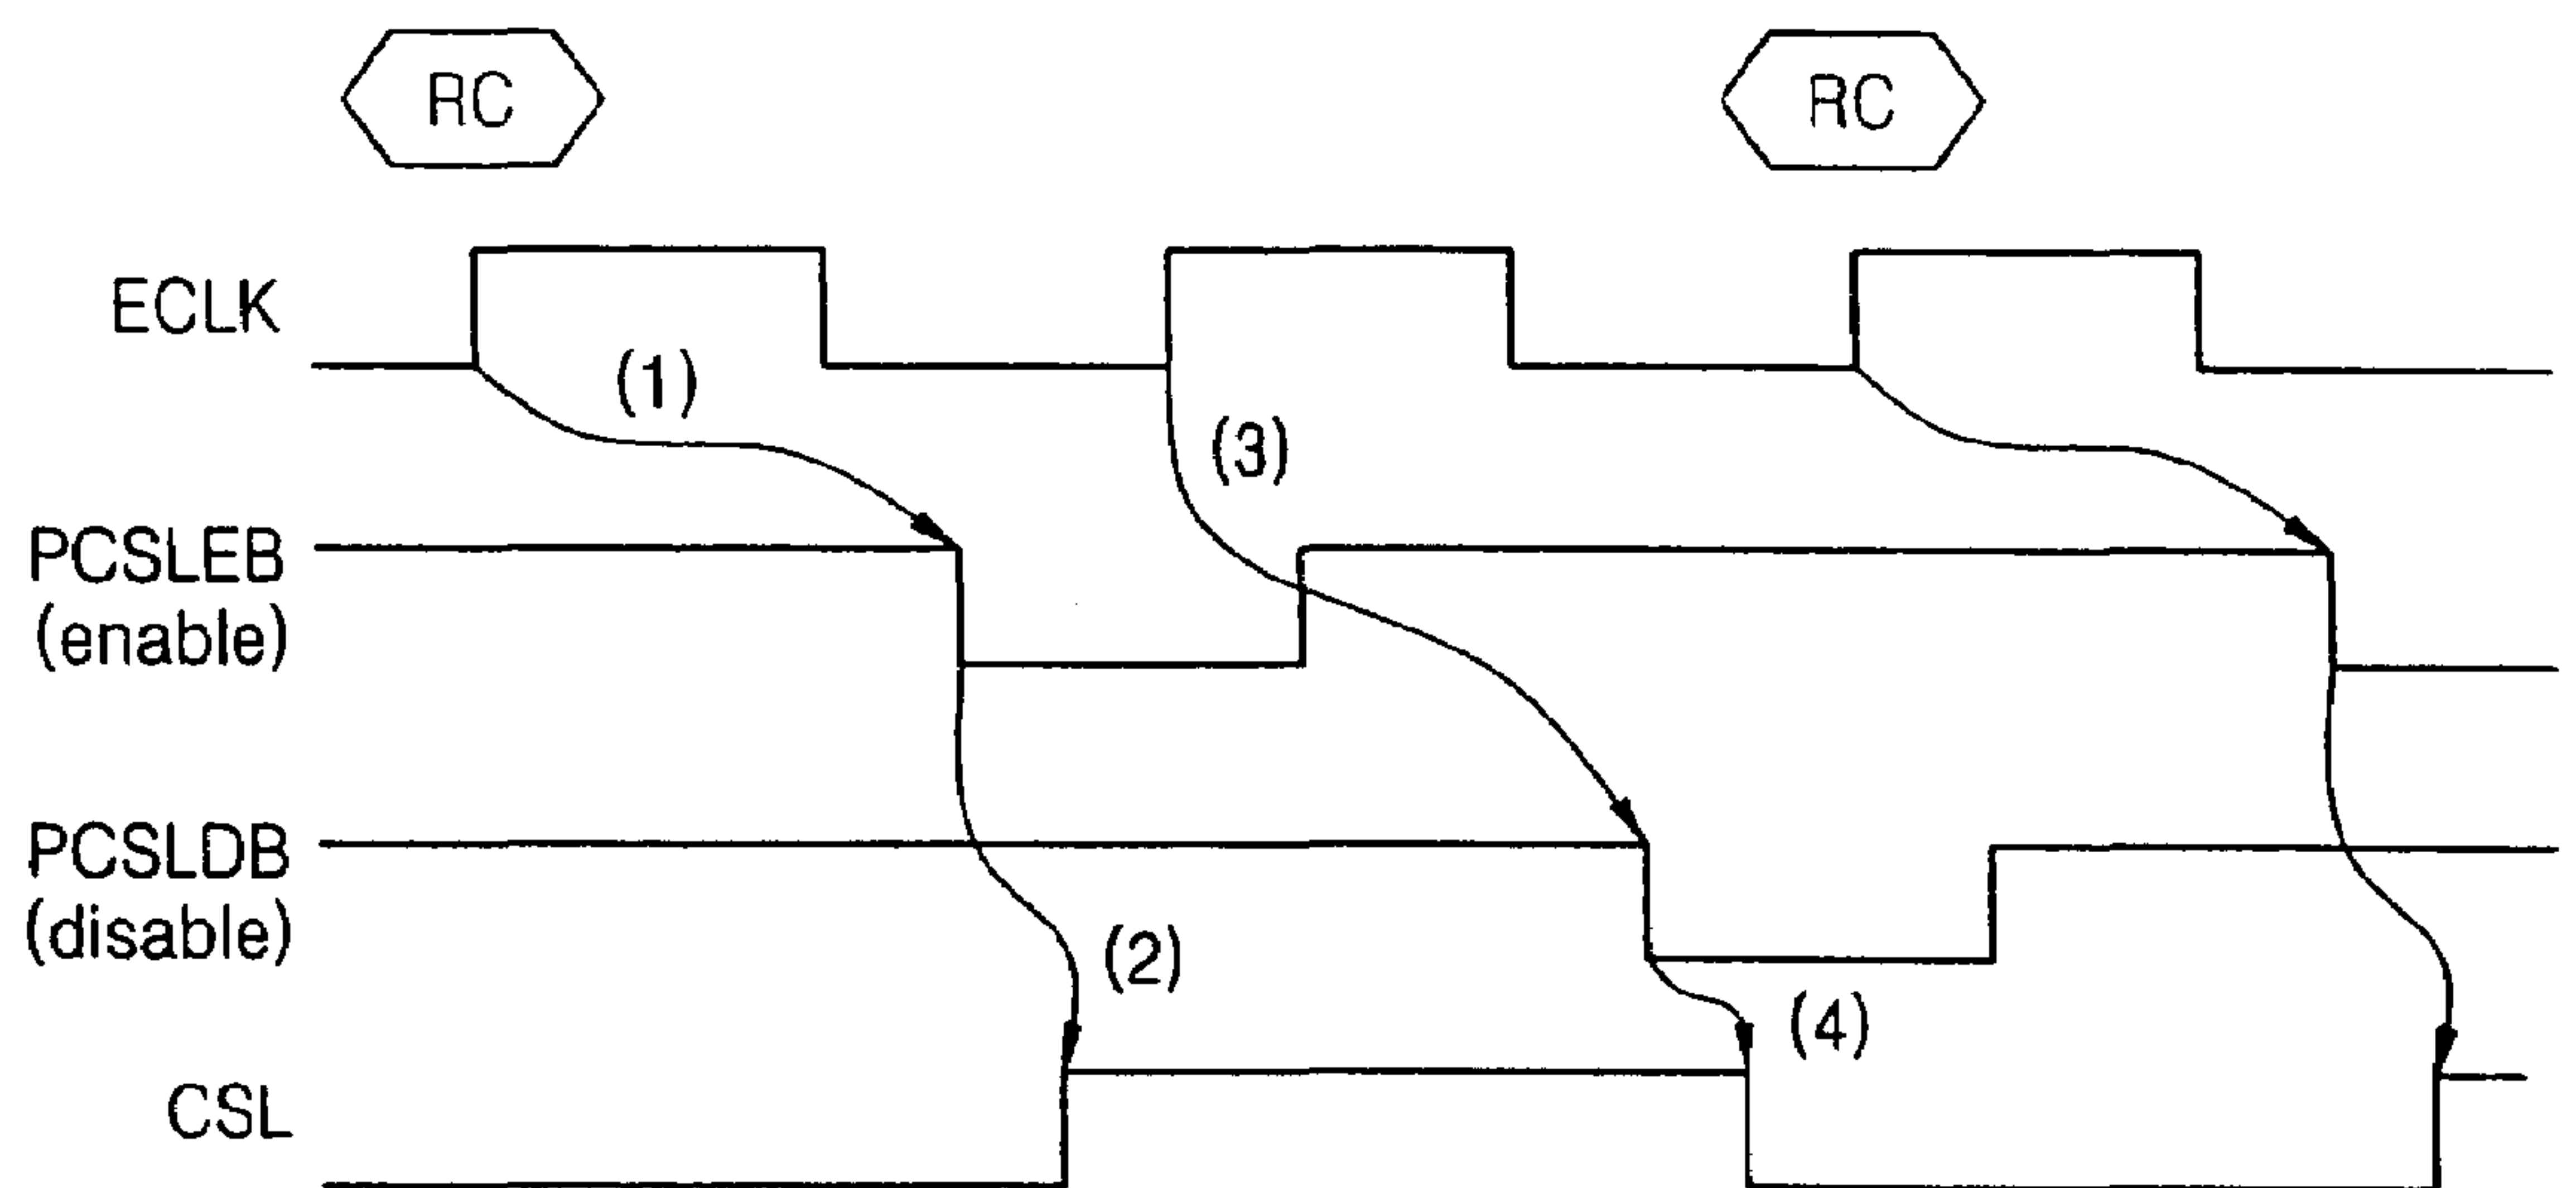 RC
RC
ECLK
(1)
(3)
PCSLEB
(enable)
PCSLDB
(disable)
(2)
(4)
CSL